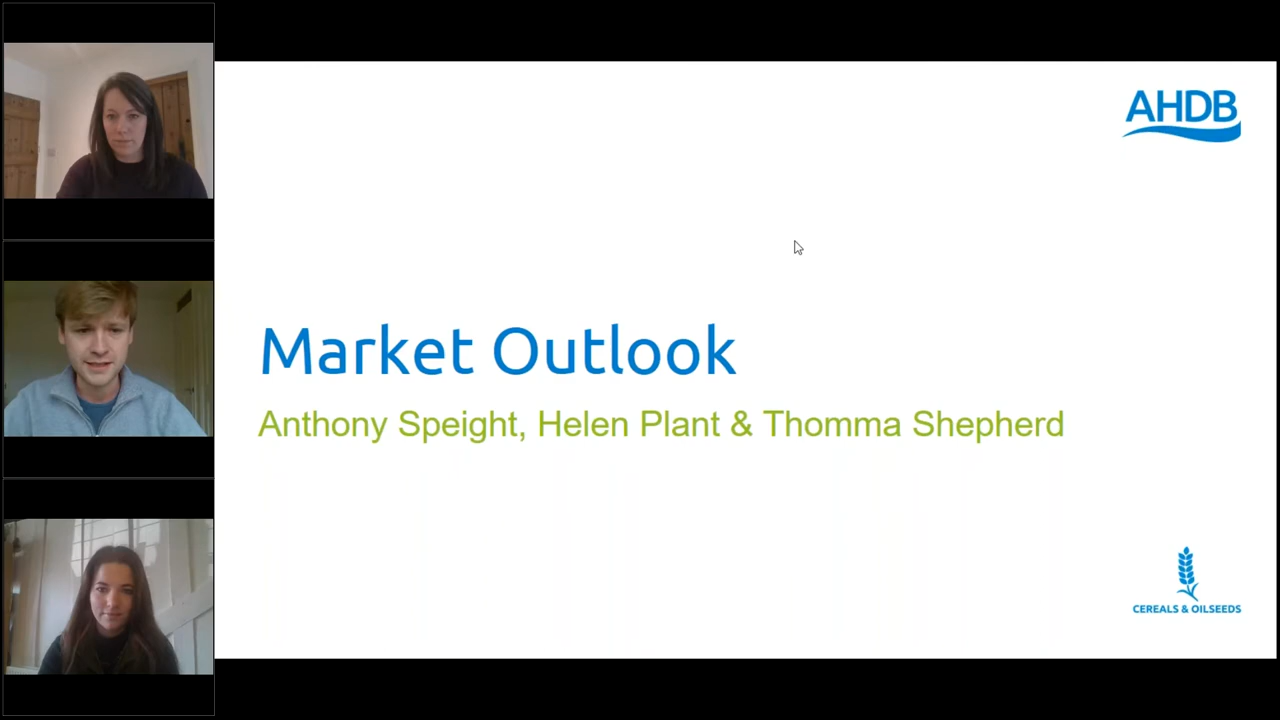 AHDB
Market Outlook
Anthony Speight, Helen Plant & Thomma Shepherd
CEREALS & OILSEEDS